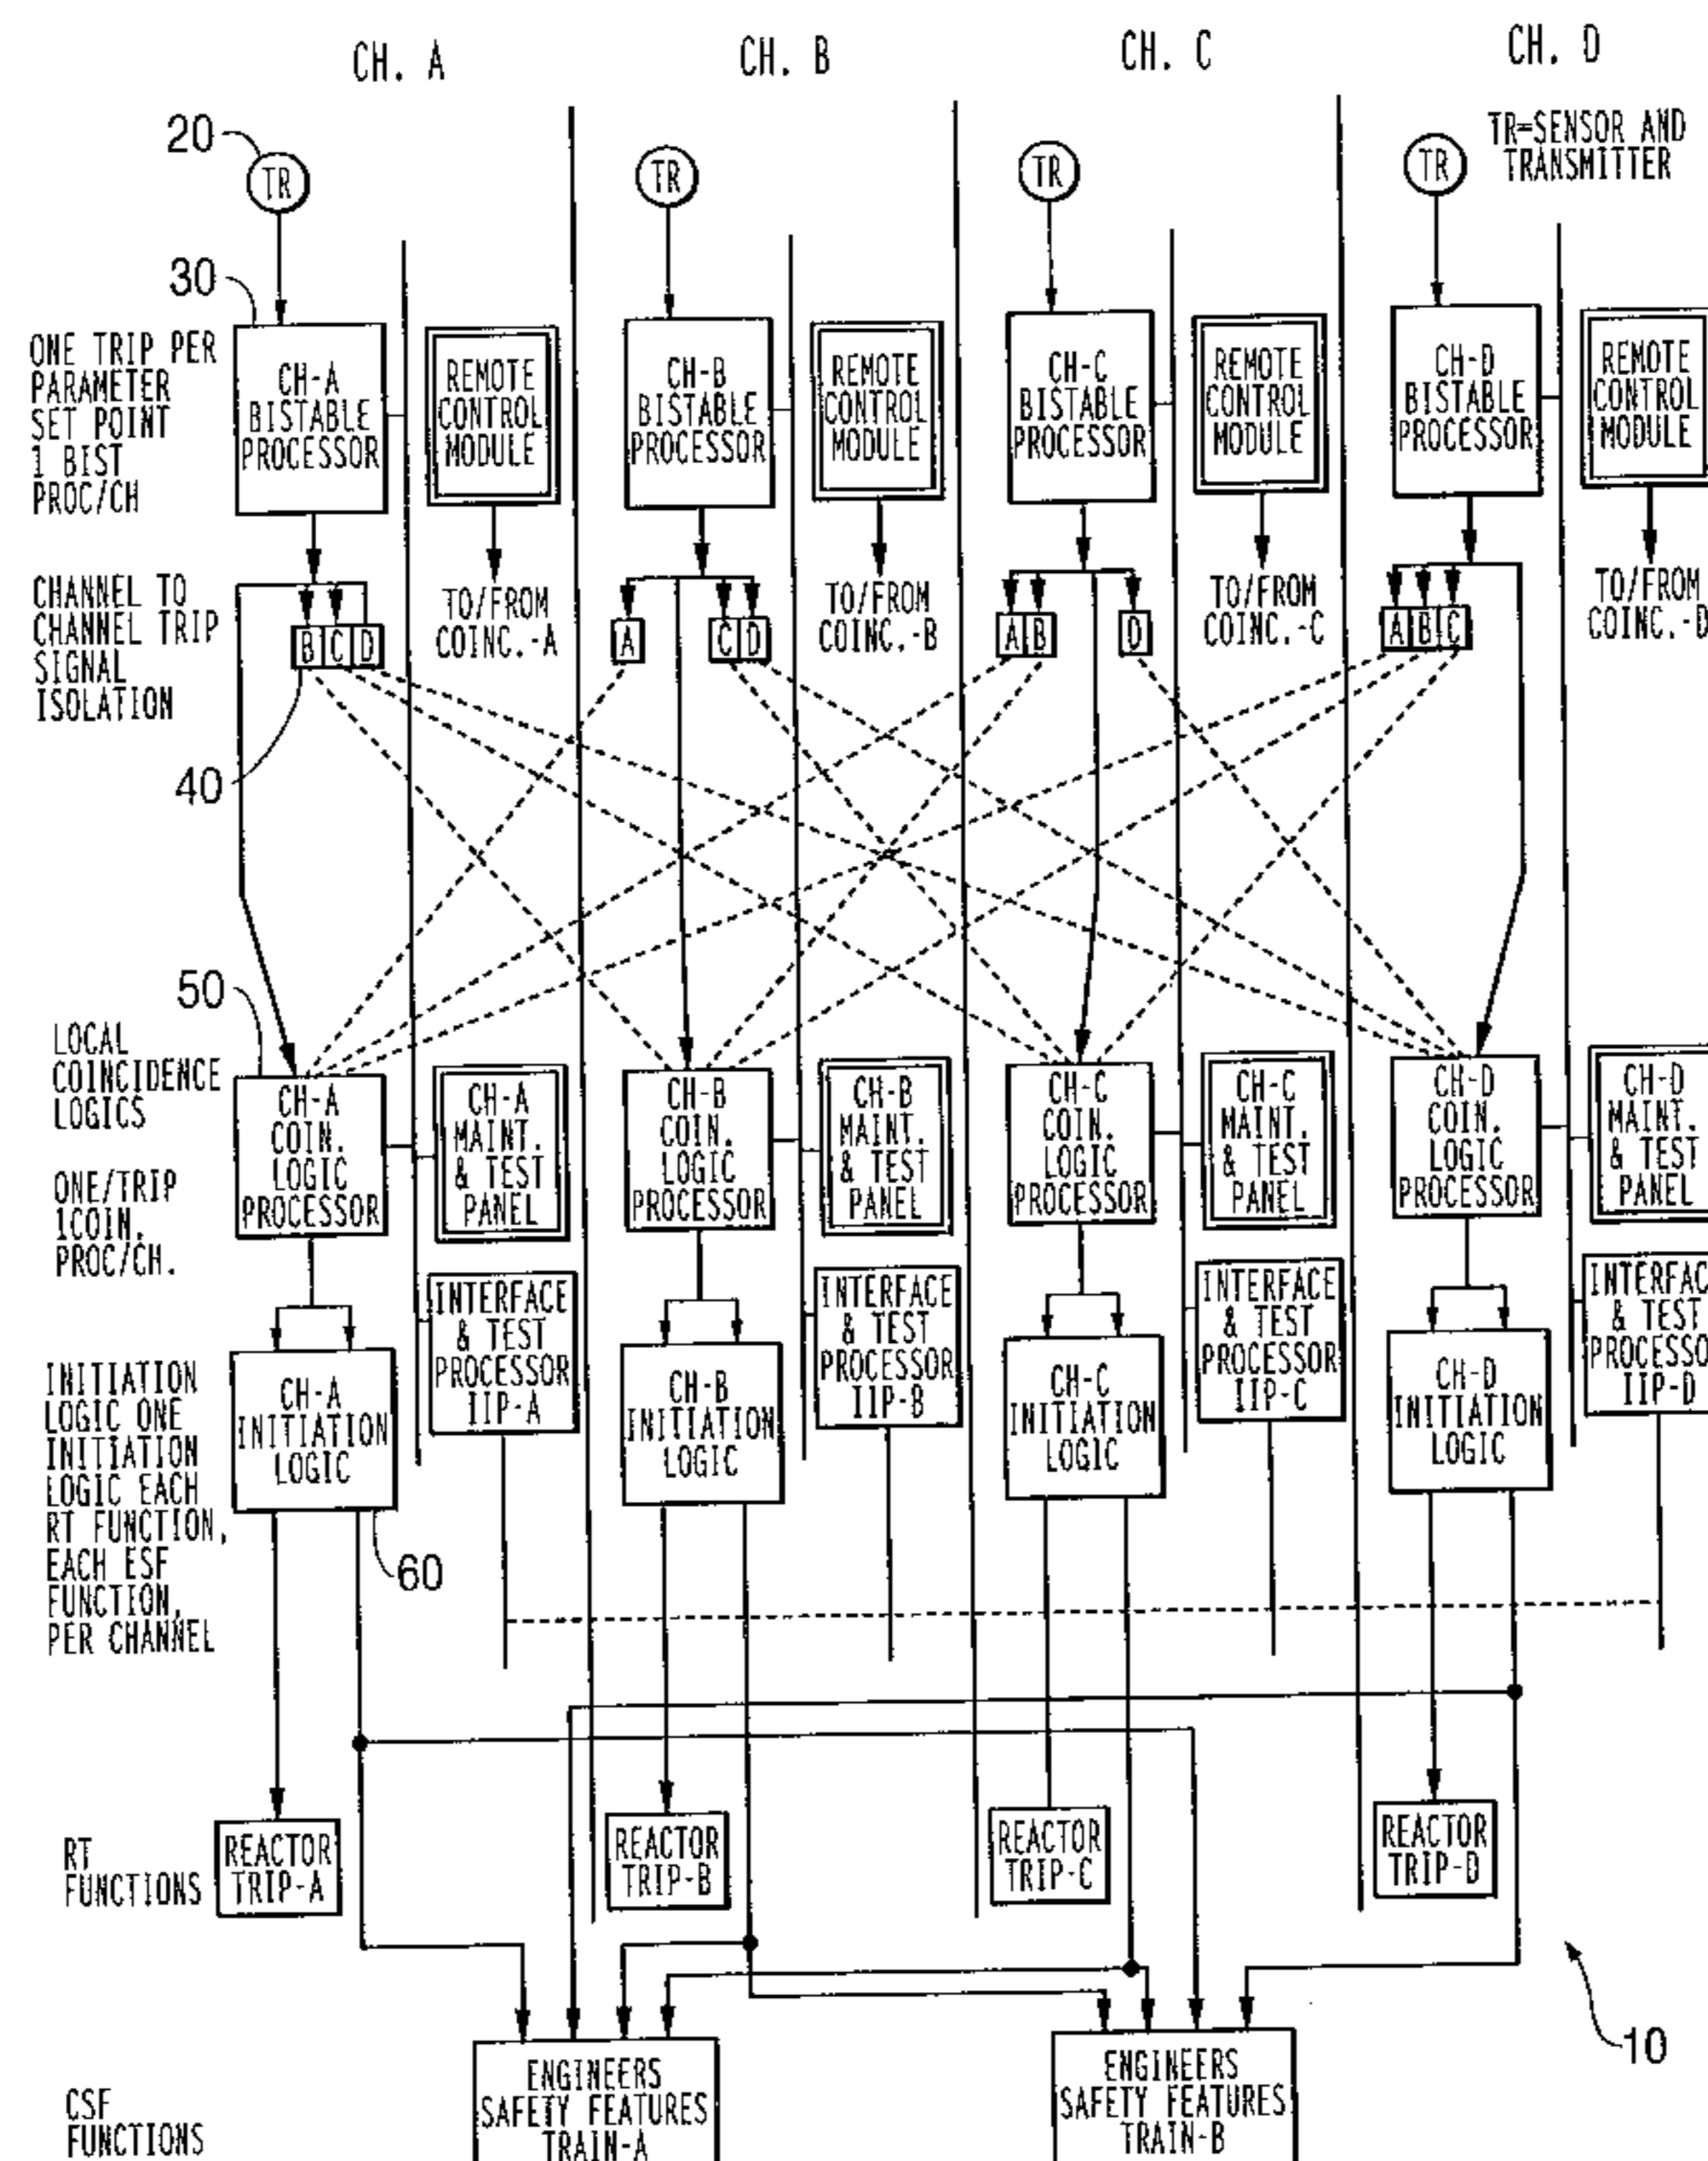 CH. A
CH. B
CH. C
CH. D
TR=SENSOR AND
TRANSMITTER
20
TR
TR
TR
TR
30
ONE TRIP PER
PARAMETER
SET POINT
1 BIST
PROC/CH
CH-A
BISTABLE
PROCESSOR
REMOTE
CONTROL
MODULE
CH-B
BISTABLE
PROCESSOR
REMOTE
CONTROL
MODULE
CH-C
BISTABLE
PROCESSOR
REMOTE
CONTROL
MODULE
CH-D
BISTABLE
PROCESSOR
REMOTE
CONTROL
MODULE
CHANNEL TO
CHANNEL TRIP
SIGNAL
ISOLATION
B C D
TO/FROM
COINC.-A
A
C D
TO/FROM
COINC.-B
A B
D
TO/FROM
COINC.-C
A B C
TO/FROM
COINC.-D
40
50
LOCAL
COINCIDENCE
LOGICS
ONE/TRIP
1COIN.
PROC/CH.
CH-A
COIN.
LOGIC
PROCESSOR
CH-A
MAINT.
& TEST
PANEL
CH-B
COIN.
LOGIC
PROCESSOR
CH-B
MAINT.
& TEST
PANEL
CH-C
COIN.
LOGIC
PROCESSOR
CH-C
MAINT.
& TEST
PANEL
CH-D
COIN.
LOGIC
PROCESSOR
CH-D
MAINT.
& TEST
PANEL
INTERFACE
& TEST
PROCESSOR
IIP-A
INTERFACE
& TEST
PROCESSOR
IIP-B
INTERFACE
& TEST
PROCESSOR
IIP-C
INTERFAC
& TEST
PROCESSO
IIP-D
INITIATION
LOGIC ONE
INITIATION
LOGIC EACH
RT FUNCTION,
EACH ESF
FUNCTION,
PER CHANNEL
CH-A
INITIATION
LOGIC
CH-B
INITIATION
LOGIC
CH-C
INITIATION
LOGIC
CH-D
INITIATION
LOGIC
60
RT
FUNCTIONS
REACTOR
TRIP-A
REACTOR
TRIP-B
REACTOR
TRIP-C
REACTOR
TRIP-D
10
CSF
FUNCTIONS
ENGINEERS
SAFETY FEATURES
TRAIN-A
ENGINEERS
SAFETY FEATURES
TRAIN-B